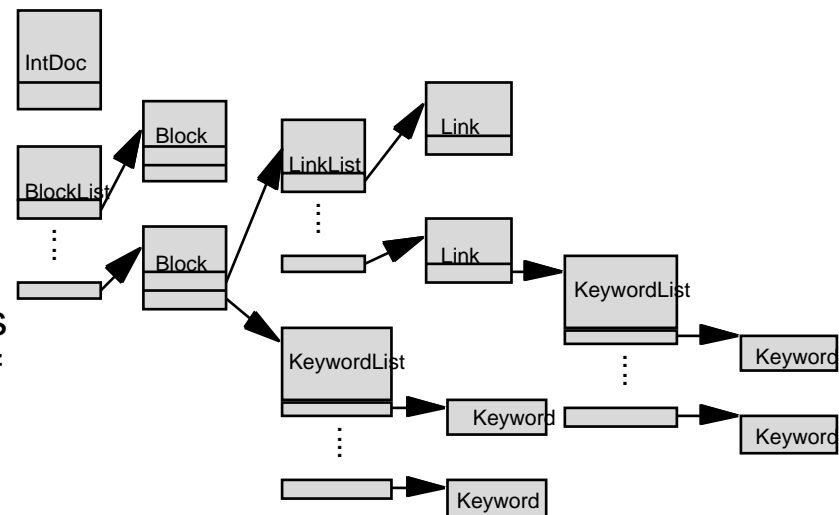 IntDoc
Block
Link
LinkList
BlockList
Link
Block
KeywordList
s
KeywordList
Keyword
Keyword
Keyword
Keyword